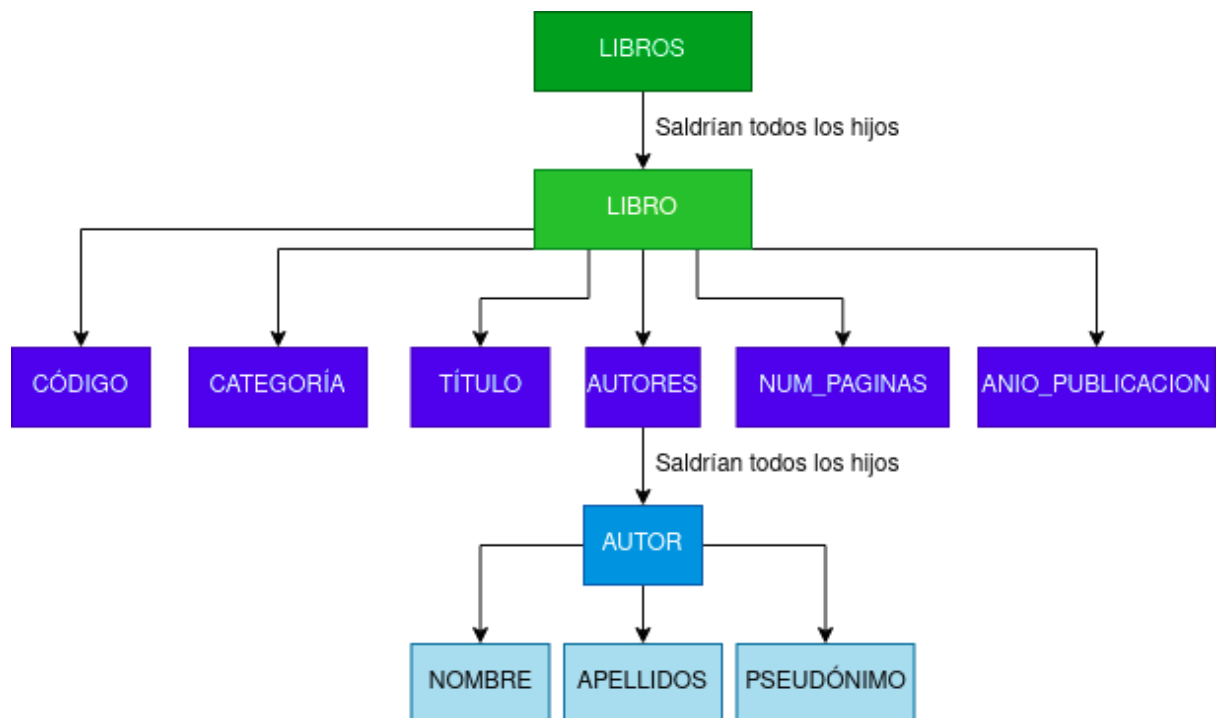 LIBROS
Saldrían todos los hijos
LIBRO
CÓDIGO
CATEGORÍA
TÍTULO
AUTORES
NUM_PAGINAS
ANIO_PUBLICACION
Saldrían todos los hijos
AUTOR
NOMBRE
APELLIDOS
PSEUDÓNIMO